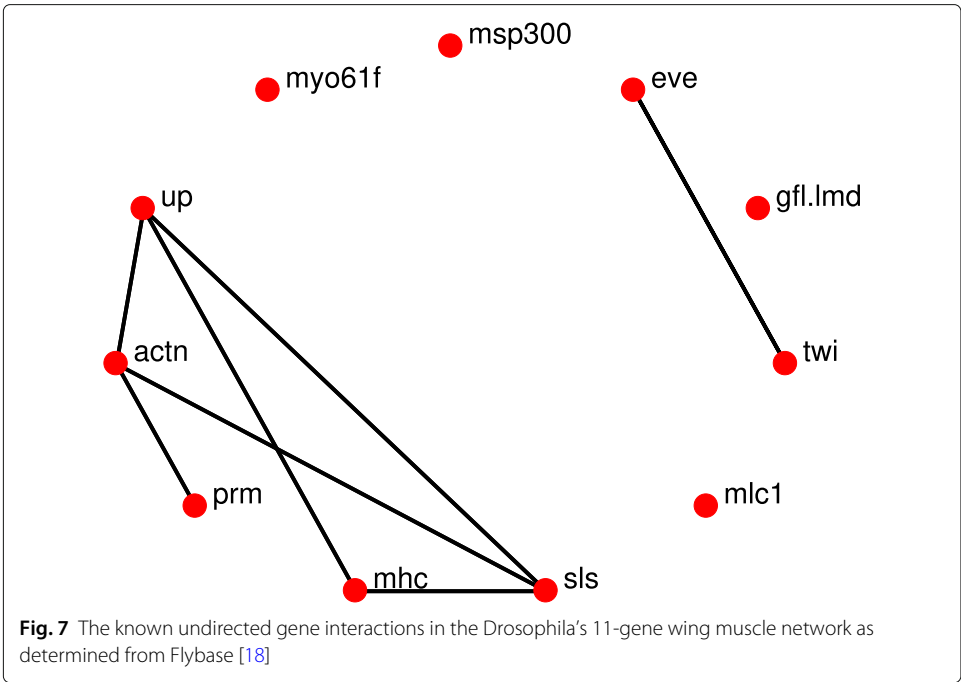 msp300
myo61f
eve
up
gfl.lmd
actn
twi
prm
mlc1
mhc
sls
Fig. 7 The known undirected gene interactions in the Drosophila's 11-gene wing muscle network as
determined from Flybase [18]